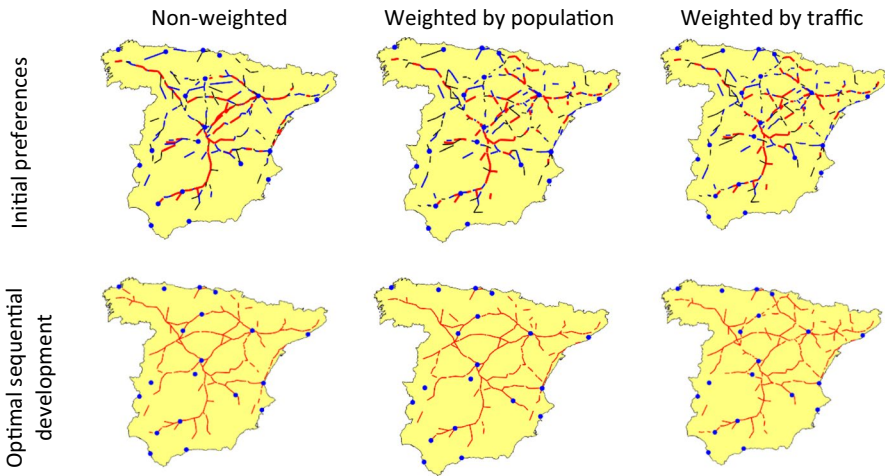 Non-weighted
Weighted by population
Weighted by traffic
Initial preferences
Optimal sequential
development